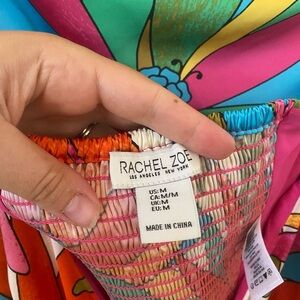 RACHEL ZOE
LOS ANGELES NEW YORK
US:M
CA:M/M
UK:M
EU:M
MADE IN CHINA